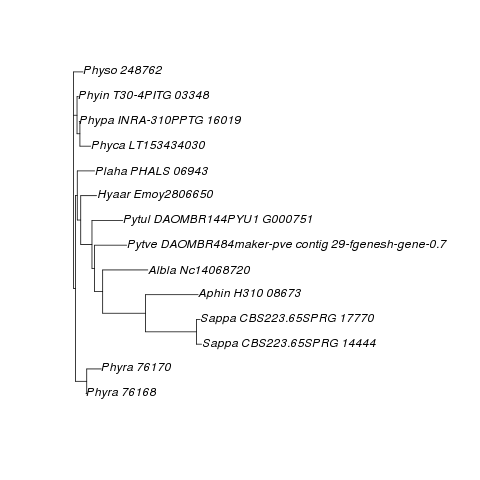 Physo 248762
Phyin T30-4PITG 03348
Phypa INRA-310PPTG 16019
Phyca LT153434030
Plaha PHALS 06943
Hyaar Emoy2806650
Pytul DAOMBR144PYU1 G000751
Pytve DAOMBR484maker-pve contig 29-fgenesh-gene-0.7
Albla Nc14068720
Aphin H310 08673
Sappa CBS223.65SPRG 17770
Sappa CBS223.65SPRG 14444
Phyra 76170
Phyra 76168